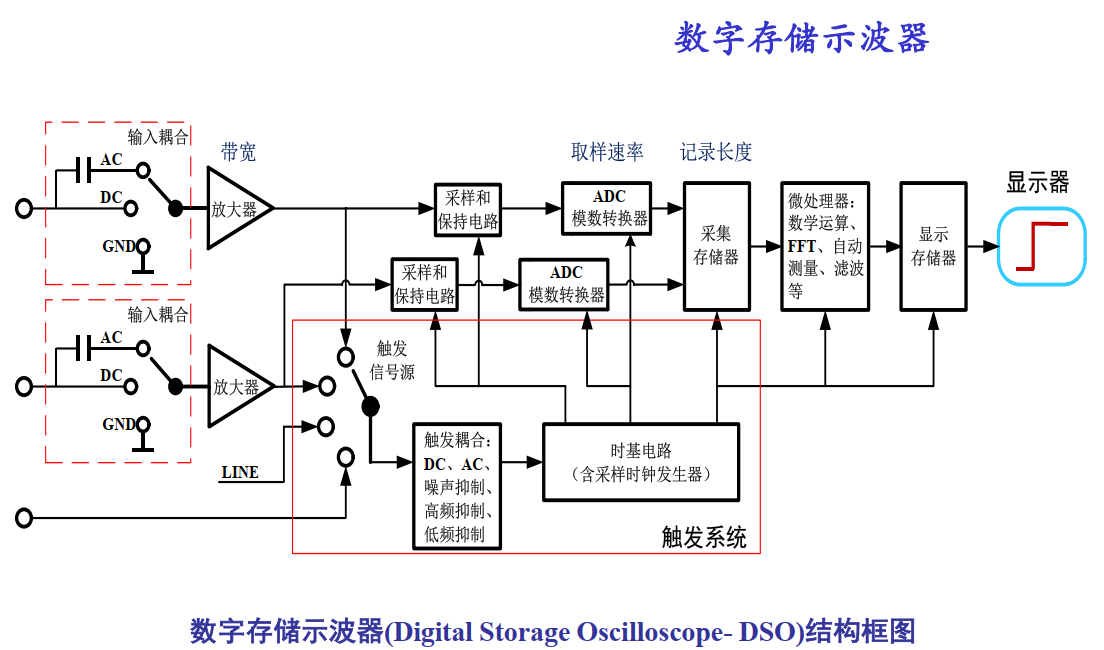 数字存储示波器
输入耦合
AC
DC
GND
带宽
放大器
取样速率
记录长度
采样和
保持电路
ADC
模数转换器
采样和
保持电路
ADC
模数转换器
采集
存储器
微处理器：
数学运算、
FFT、自动
测量、滤波
等
显示
存储器
显示器
输入耦合
AC
DC
GND
放大器
触发
信号源
LINE
触发耦合：
DC、AC、
噪声抑制、
高频抑制、
低频抑制
时基电路
（含采样时钟发生器）
触发系统
数字存储示波器(Digital Storage Oscilloscope- DSO)结构框图